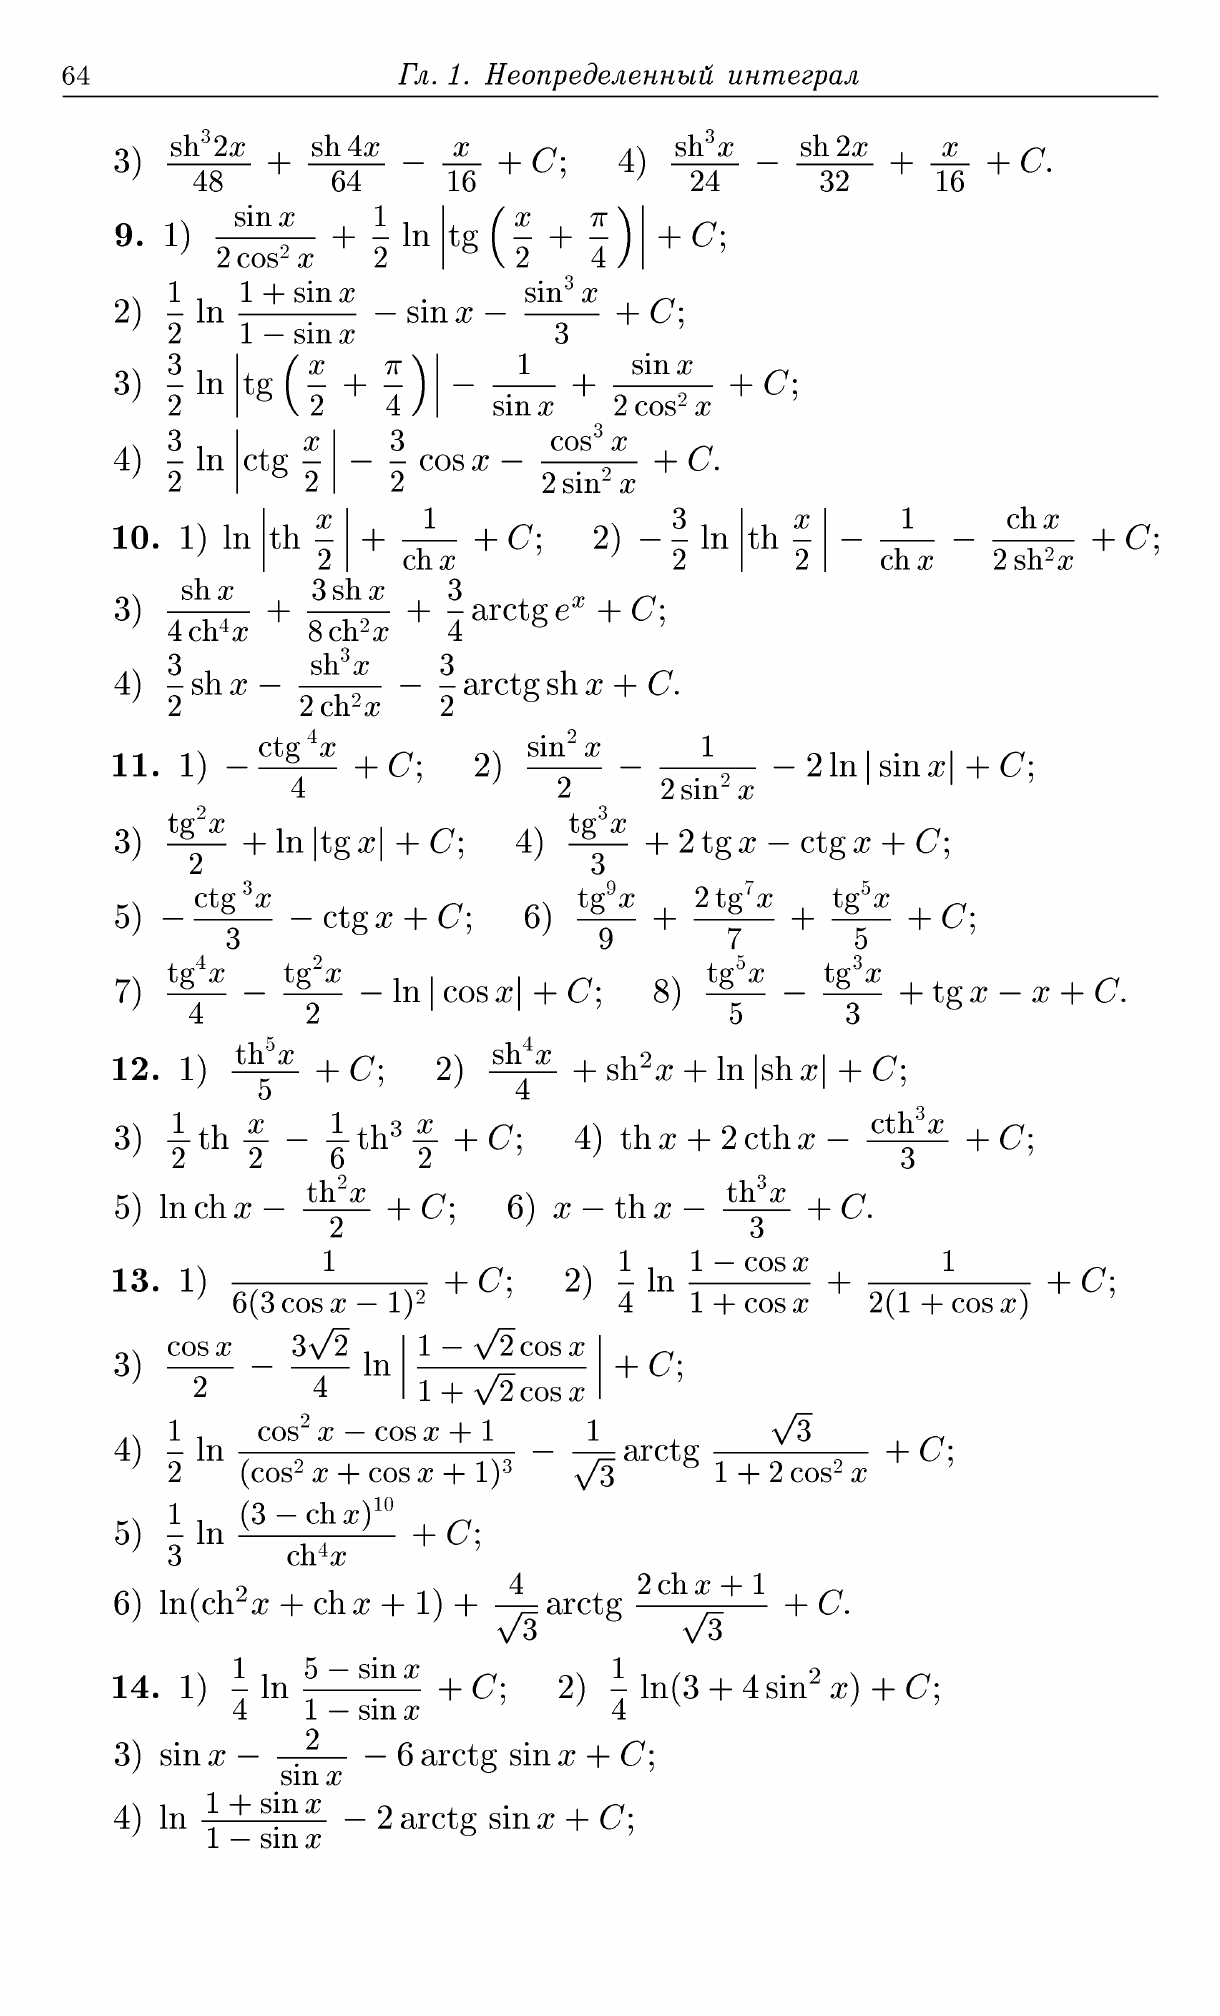 64 Гл. 1. Неопределенный интеграл
3) $\frac{\operatorname{sh}^3 2x}{48} + \frac{\operatorname{sh} 4x}{64} - \frac{x}{16} + C$; 4) $\frac{\operatorname{sh}^3 x}{24} - \frac{\operatorname{sh} 2x}{32} + \frac{x}{16} + C$.
9. 1) $\frac{\sin x}{2\cos^2 x} + \frac{1}{2} \ln \left| \operatorname{tg} \left( \frac{x}{2} + \frac{\pi}{4} \right) \right| + C$;
2) $\frac{1}{2} \ln \frac{1 + \sin x}{1 - \sin x} - \sin x - \frac{\sin^3 x}{3} + C$;
3) $\frac{3}{2} \ln \left| \operatorname{tg} \left( \frac{x}{2} + \frac{\pi}{4} \right) \right| - \frac{1}{\sin x} + \frac{\sin x}{2\cos^2 x} + C$;
4) $\frac{3}{2} \ln \left| \operatorname{ctg} \frac{x}{2} \right| - \frac{3}{2} \cos x - \frac{\cos^3 x}{2\sin^2 x} + C$.
10. 1) $\ln \left| \operatorname{th} \frac{x}{2} \right| + \frac{1}{\operatorname{ch} x} + C$; 2) $-\frac{3}{2} \ln \left| \operatorname{th} \frac{x}{2} \right| - \frac{1}{\operatorname{ch} x} - \frac{\operatorname{ch} x}{2\operatorname{sh}^2 x} + C$;
3) $\frac{\operatorname{sh} x}{4\operatorname{ch}^4 x} + \frac{3\operatorname{sh} x}{8\operatorname{ch}^2 x} + \frac{3}{4} \operatorname{arctg} e^x + C$;
4) $\frac{3}{2} \operatorname{sh} x - \frac{\operatorname{sh}^3 x}{2\operatorname{ch}^2 x} - \frac{3}{2} \operatorname{arctg} \operatorname{sh} x + C$.
11. 1) $-\frac{\operatorname{ctg}^4 x}{4} + C$; 2) $\frac{\sin^2 x}{2} - \frac{1}{2\sin^2 x} - 2\ln|\sin x| + C$;
3) $\frac{\operatorname{tg}^2 x}{2} + \ln|\operatorname{tg} x| + C$; 4) $\frac{\operatorname{tg}^3 x}{3} + 2\operatorname{tg} x - \operatorname{ctg} x + C$;
5) $-\frac{\operatorname{ctg}^3 x}{3} - \operatorname{ctg} x + C$; 6) $\frac{\operatorname{tg}^9 x}{9} + \frac{2\operatorname{tg}^7 x}{7} + \frac{\operatorname{tg}^5 x}{5} + C$;
7) $\frac{\operatorname{tg}^4 x}{4} - \frac{\operatorname{tg}^2 x}{2} - \ln|\cos x| + C$; 8) $\frac{\operatorname{tg}^5 x}{5} - \frac{\operatorname{tg}^3 x}{3} + \operatorname{tg} x - x + C$.
12. 1) $\frac{\operatorname{th}^5 x}{5} + C$; 2) $\frac{\operatorname{sh}^4 x}{4} + \operatorname{sh}^2 x + \ln|\operatorname{sh} x| + C$;
3) $\frac{1}{2} \operatorname{th} \frac{x}{2} - \frac{1}{6} \operatorname{th}^3 \frac{x}{2} + C$; 4) $\operatorname{th} x + 2\operatorname{cth} x - \frac{\operatorname{cth}^3 x}{3} + C$;
5) $\ln \operatorname{ch} x - \frac{\operatorname{th}^2 x}{2} + C$; 6) $x - \operatorname{th} x - \frac{\operatorname{th}^3 x}{3} + C$.
13. 1) $\frac{1}{6(3\cos x - 1)^2} + C$; 2) $\frac{1}{4} \ln \frac{1 - \cos x}{1 + \cos x} + \frac{1}{2(1 + \cos x)} + C$;
3) $\frac{\cos x}{2} - \frac{3\sqrt{2}}{4} \ln \left| \frac{1 - \sqrt{2}\cos x}{1 + \sqrt{2}\cos x} \right| + C$;
4) $\frac{1}{2} \ln \frac{\cos^2 x - \cos x + 1}{(\cos^2 x + \cos x + 1)^3} - \frac{1}{\sqrt{3}} \operatorname{arctg} \frac{\sqrt{3}}{1 + 2\cos^2 x} + C$;
5) $\frac{1}{3} \ln \frac{(3 - \operatorname{ch} x)^{10}}{\operatorname{ch}^4 x} + C$;
6) $\ln(\operatorname{ch}^2 x + \operatorname{ch} x + 1) + \frac{4}{\sqrt{3}} \operatorname{arctg} \frac{2\operatorname{ch} x + 1}{\sqrt{3}} + C$.
14. 1) $\frac{1}{4} \ln \frac{5 - \sin x}{1 - \sin x} + C$; 2) $\frac{1}{4} \ln(3 + 4\sin^2 x) + C$;
3) $\sin x - \frac{2}{\sin x} - 6\operatorname{arctg} \sin x + C$;
4) $\ln \frac{1 + \sin x}{1 - \sin x} - 2\operatorname{arctg} \sin x + C$;